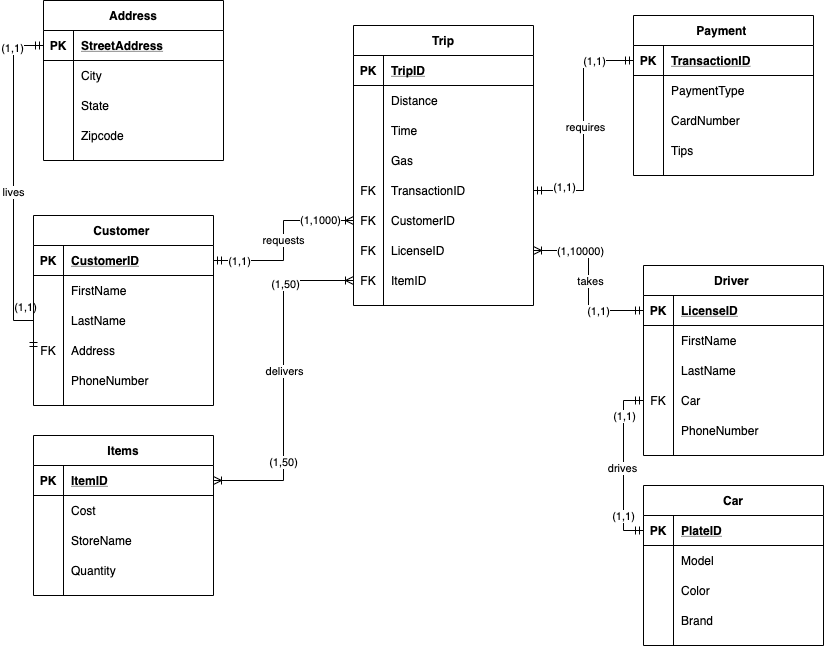 Address
PK StreetAddress
City
State
Zipcode
(1,1)
lives
(1,1)
Customer
PK CustomerID
FirstName
LastName
FK Address
PhoneNumber
(1,1)
requests
(1,1000)
Items
PK ItemID
Cost
StoreName
Quantity
(1,50)
delivers
(1,50)
Trip
PK TripID
Distance
Time
Gas
FK TransactionID
FK CustomerID
FK LicenseID
FK ItemID
(1,1)
requires
(1,1)
Payment
PK TransactionID
PaymentType
CardNumber
Tips
(1,10000)
takes
(1,1)
Driver
PK LicenseID
FirstName
LastName
FK Car
PhoneNumber
(1,1)
drives
(1,1)
Car
PK PlateID
Model
Color
Brand